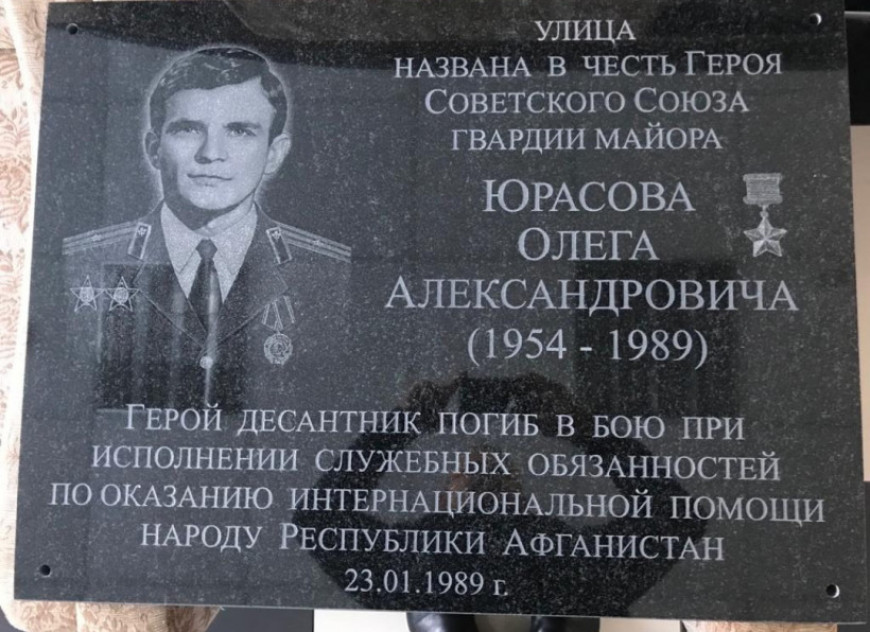 УЛИЦА
НАЗВАНА В ЧЕСТЬ ГЕРОЯ
СОВЕТСКОГО СОЮЗА
ГВАРДИИ МАЙОРА
ЮРАСОВА
ОЛЕГА
АЛЕКСАНДРОВИЧА
(1954 - 1989)
ГЕРОЙ ДЕСАНТНИК ПОГИБ В БОЮ ПРИ
ИСПОЛНЕНИИ СЛУЖЕБНЫХ ОБЯЗАННОСТЕЙ
ПО ОКАЗАНИЮ ИНТЕРНАЦИОНАЛЬНОЙ ПОМОЩИ
НАРОДУ РЕСПУБЛИКИ АФГАНИСТАН
23.01.1989 г.